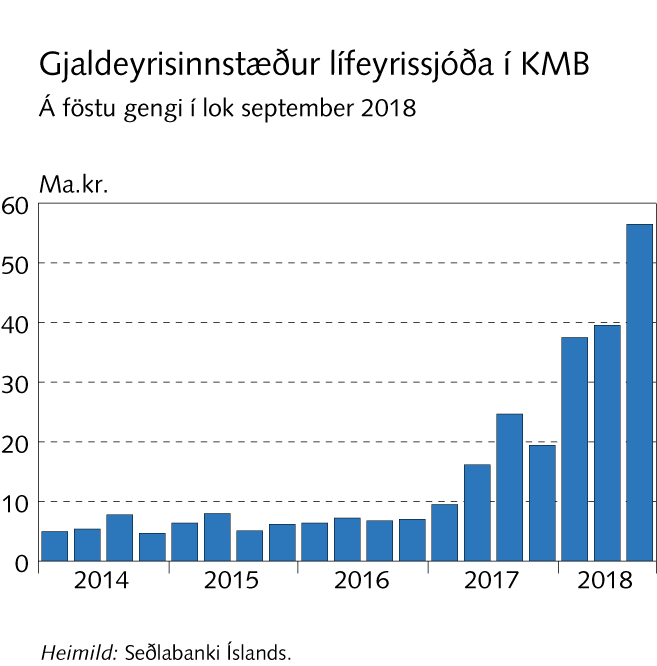 Gjaldeyrisinnstæður lífeyrissjóða í KMB
Á föstu gengi í lok september 2018
Ma.kr.
60
50
40
30
20
10
0
2014 2015 2016 2017 2018
Heimild: Seðlabanki Íslands.